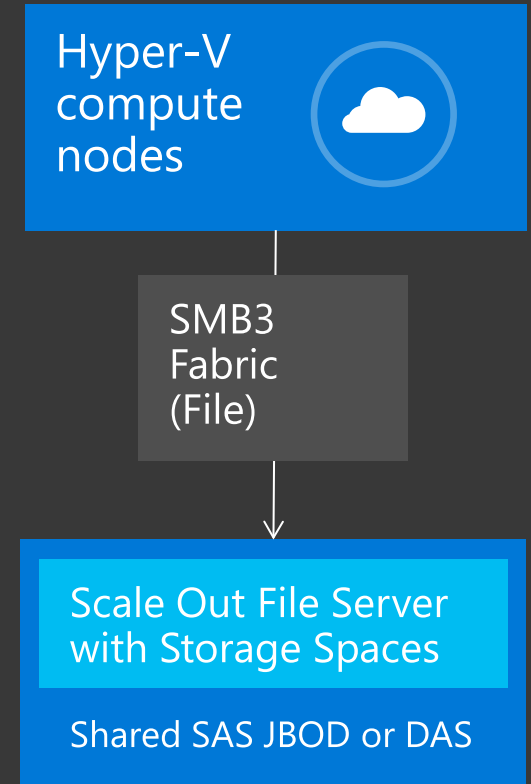 Hyper-V
compute
nodes
SMB3
Fabric
(File)
Scale Out File Server
with Storage Spaces
Shared SAS JBOD or DAS